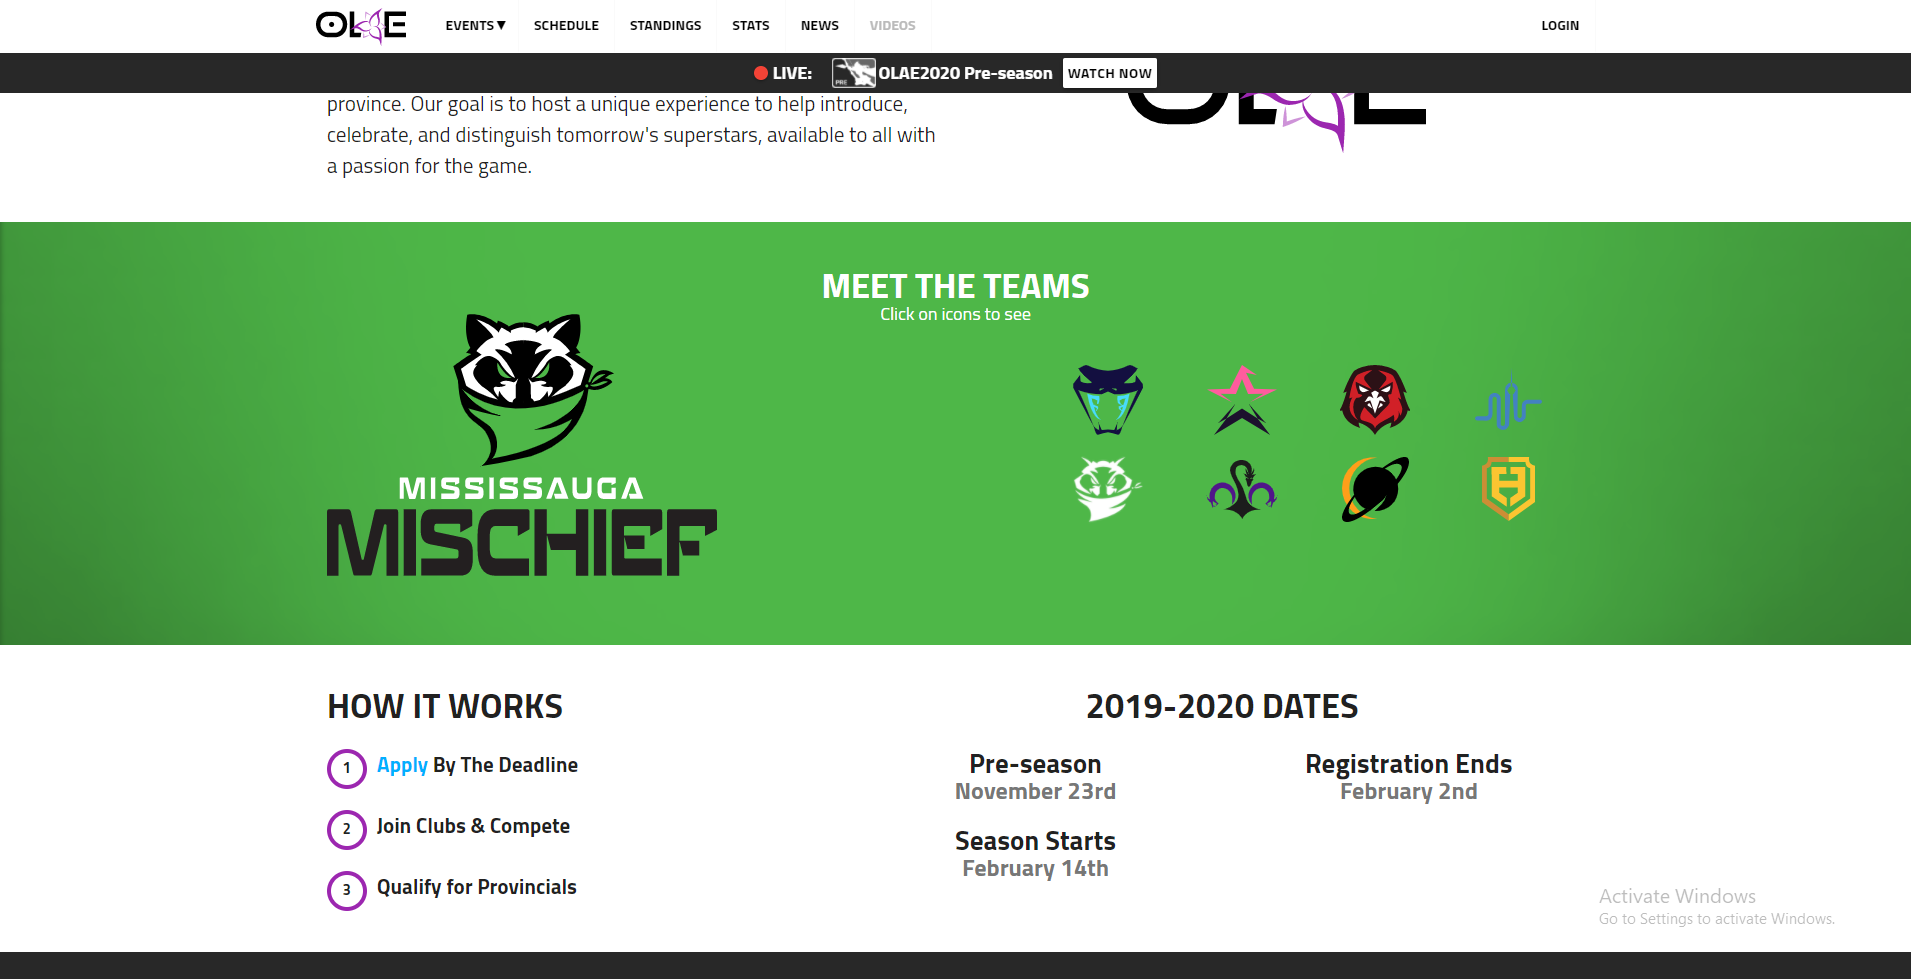 OLAE
EVENTS▼ SCHEDULE STANDINGS STATS NEWS VIDEOS LOGIN
LIVE: PRE OLAE2020 Pre-season WATCH NOW
province. Our goal is to host a unique experience to help introduce,
celebrate, and distinguish tomorrow's superstars, available to all with
a passion for the game.
OLAE
MEET THE TEAMS
Click on icons to see
MISSISSAUGA
MISCHIEF
HOW IT WORKS
1 Apply By The Deadline
2 Join Clubs & Compete
3 Qualify for Provincials
2019-2020 DATES
Pre-season
November 23rd
Registration Ends
February 2nd
Season Starts
February 14th
Activate Windows
Go to Settings to activate Windows.